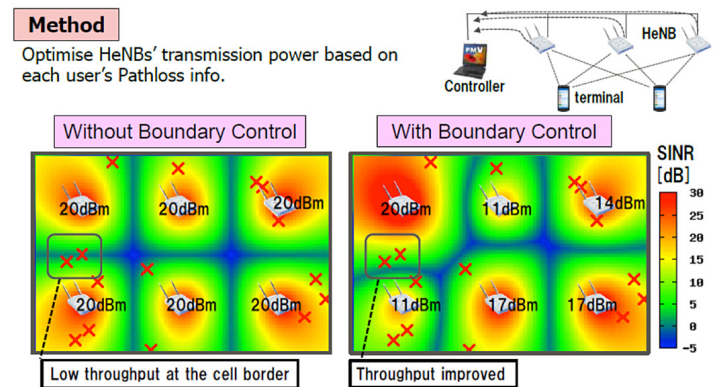 Method
Optimise HeNBs' transmission power based on
each user's Pathloss info.
HeNB
FMV
Controller
terminal
Without Boundary Control
With Boundary Control
SINR
[dB]
20dBm
20dBm
20dBm
20dBm
20dBm
20dBm
20dBm
11dBm
14dBm
11dBm
17dBm
17dBm
30
25
20
15
10
5
0
-5
Low throughput at the cell border
Throughput improved